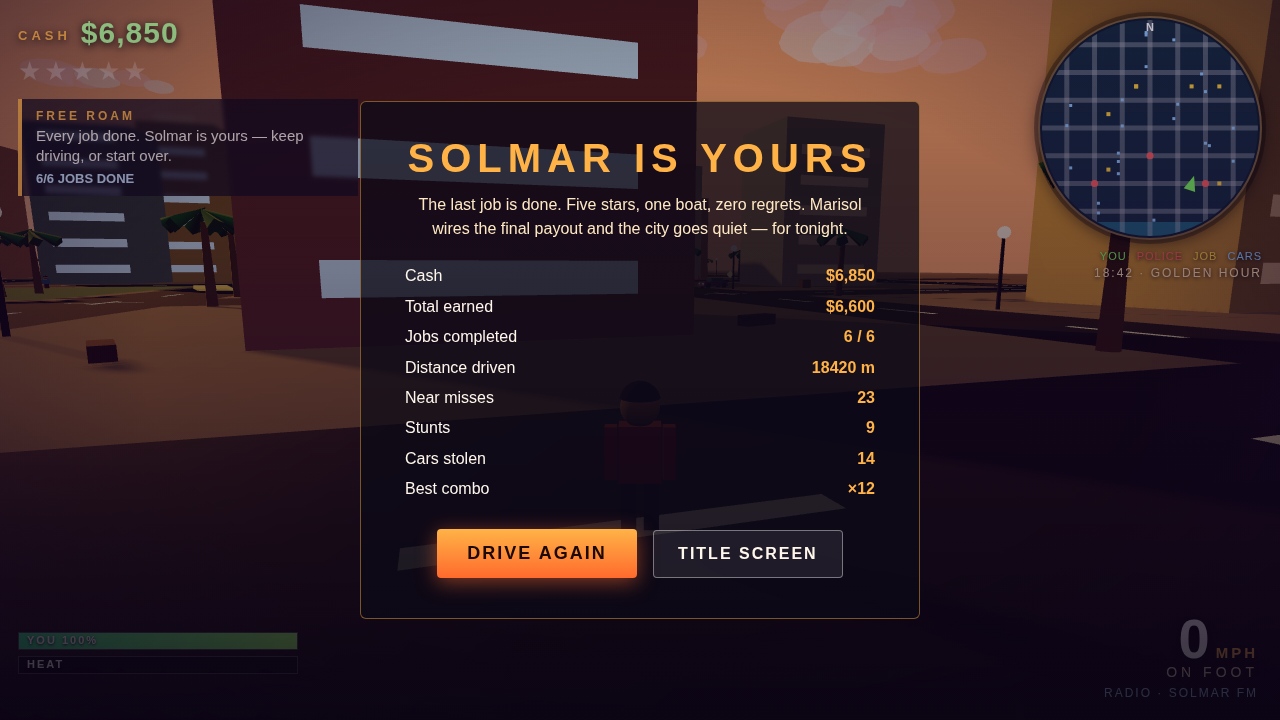 CASH $6,850
FREE ROAM
Every job done. Solmar is yours — keep
driving, or start over.
6/6 JOBS DONE
N
YOU POLICE JOB CARS
18:42 · GOLDEN HOUR
SOLMAR IS YOURS
The last job is done. Five stars, one boat, zero regrets. Marisol
wires the final payout and the city goes quiet — for tonight.
Cash $6,850
Total earned $6,600
Jobs completed 6 / 6
Distance driven 18420 m
Near misses 23
Stunts 9
Cars stolen 14
Best combo ×12
DRIVE AGAIN TITLE SCREEN
YOU 100%
HEAT
0 MPH
ON FOOT
RADIO · SOLMAR FM